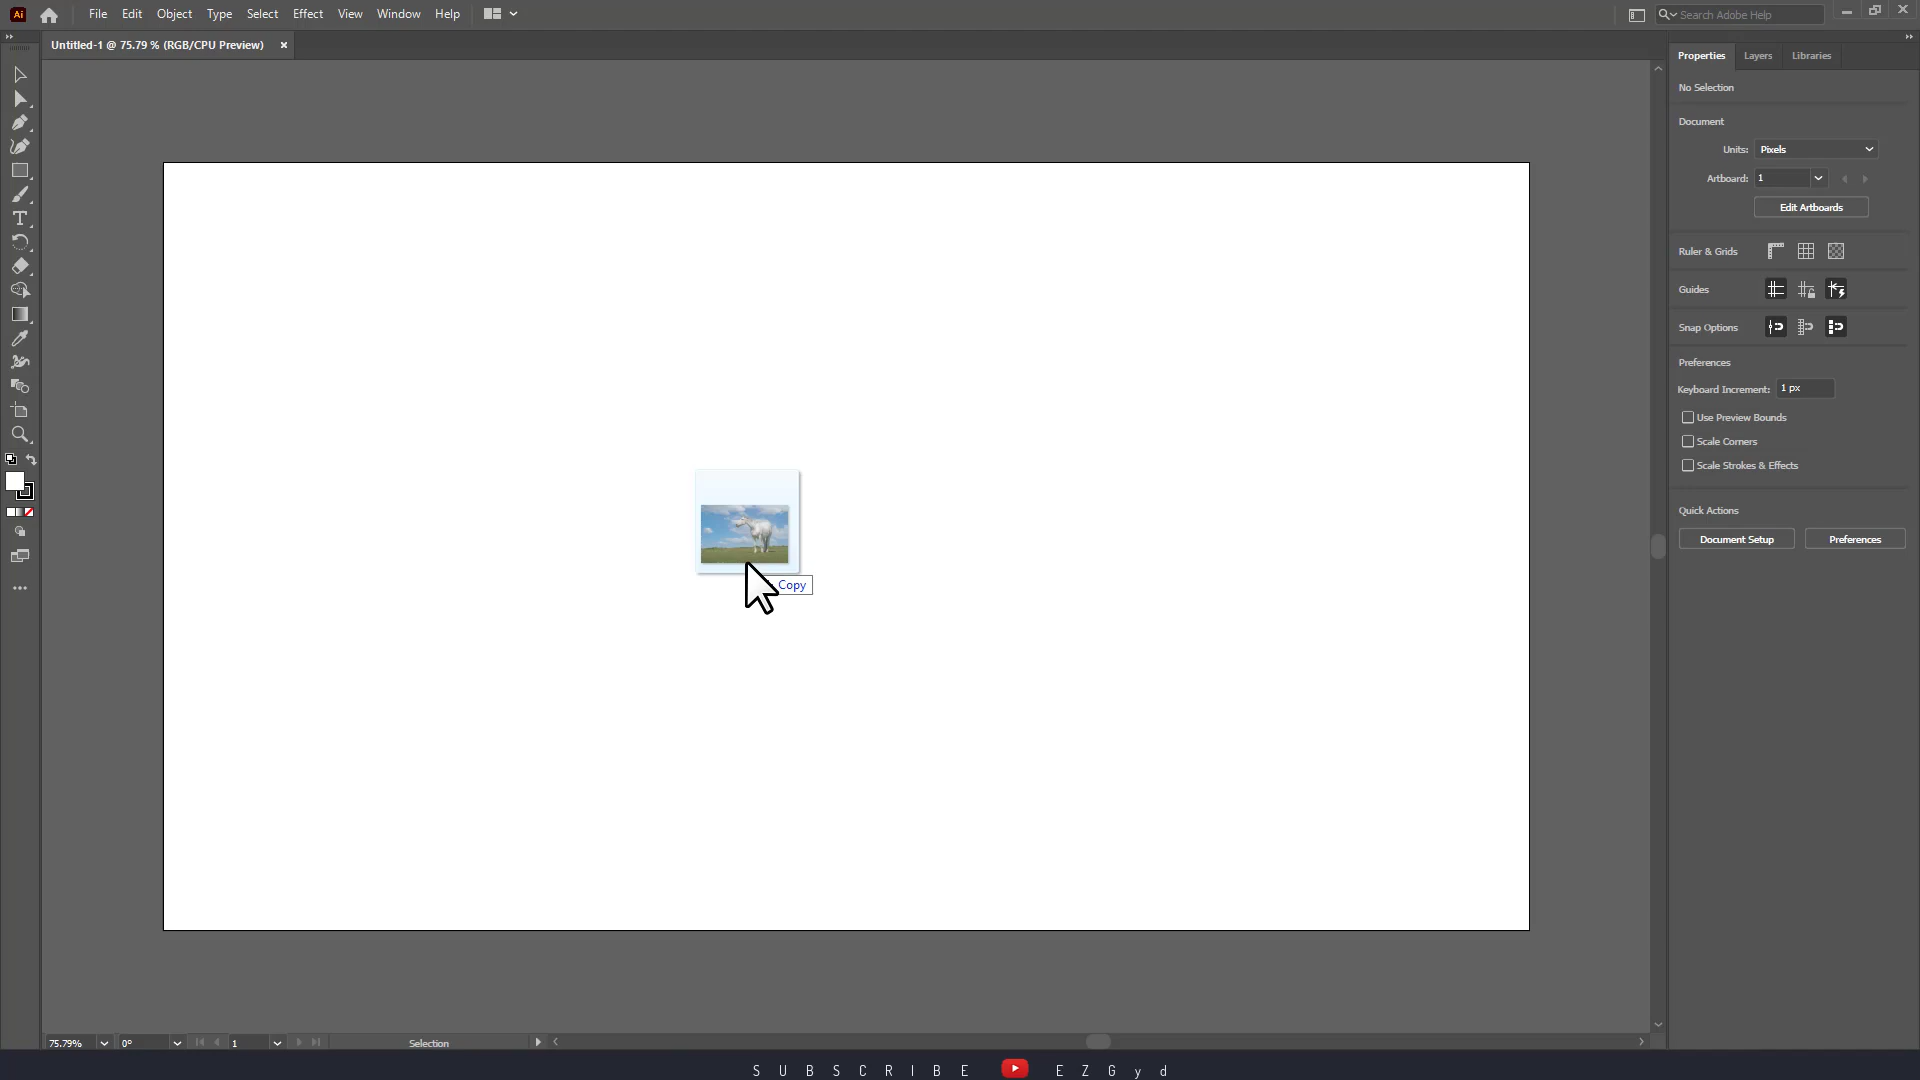 Ai
File Edit Object Type Select Effect View Window Help
Search Adobe Help
Untitled-1 @ 75.79 % (RGB/CPU Preview)
Properties Layers Libraries
No Selection
Document
Units: Pixels
Artboard: 1
Edit Artboards
Ruler & Grids
Guides
Snap Options
Preferences
Keyboard Increment: 1 px
Use Preview Bounds
Scale Corners
Scale Strokes & Effects
Quick Actions
Document Setup Preferences
Copy
75.79% 0° 1 Selection
SUBSCRIBE EZGyd